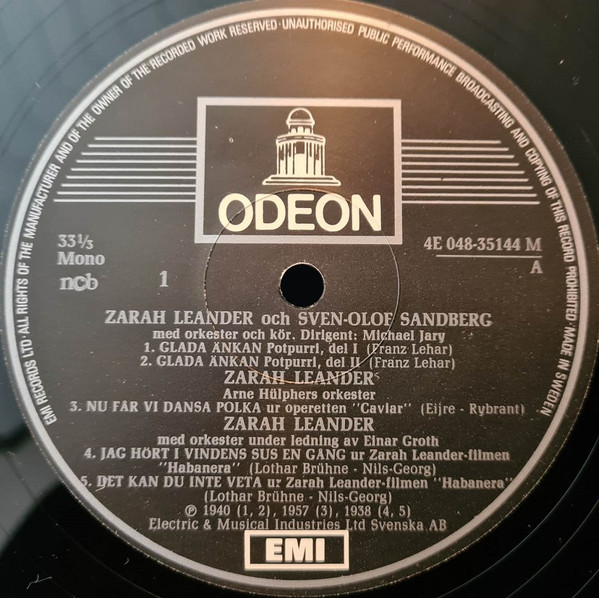 EMI RECORDS LTD·ALL RIGHTS OF THE MANUFACTURER AND OF THE OWNER OF THE RECORDED WORK RESERVED·UNAUTHORISED PUBLIC PERFORMANCE BROADCASTING AND COPYING OF THIS RECORD PROHIBITED·MADE IN SWEDEN
ODEON
33⅓
Mono
ncb
1
4E 048-35144 M
A
ZARAH LEANDER och SVEN-OLOF SANDBERG
med orkester och kör. Dirigent: Michael Jary
1. GLADA ÄNKAN Potpurri, del I (Franz Lehar)
2. GLADA ÄNKAN Potpurri, del II (Franz Lehar)
ZARAH LEANDER
Arne Hülphers orkester
3. NU FÅR VI DANSA POLKA ur operetten "Caviar" (Eijre - Rybrant)
ZARAH LEANDER
med orkester under ledning av Einar Groth
4. JAG HÖRT I VINDENS SUS EN GÅNG ur Zarah Leander-filmen
"Habanera" (Lothar Brühne - Nils-Georg)
5. DET KAN DU INTE VETA ur Zarah Leander-filmen "Habanera"
(Lothar Brühne - Nils-Georg)
℗ 1940 (1, 2), 1957 (3), 1938 (4, 5)
Electric & Musical Industries Ltd Svenska AB
EMI